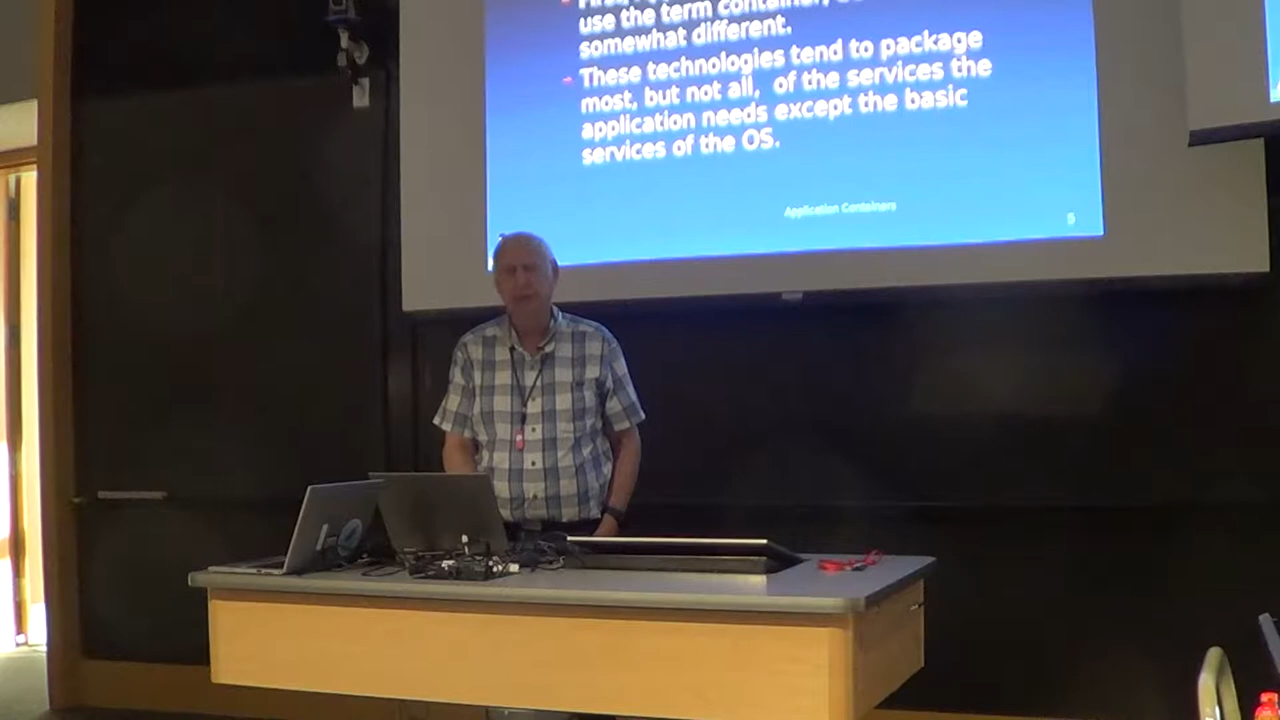 First,
use the term container,
somewhat different.
These technologies tend to package
most, but not all, of the services the
application needs except the basic
services of the OS.
Application Containers
5